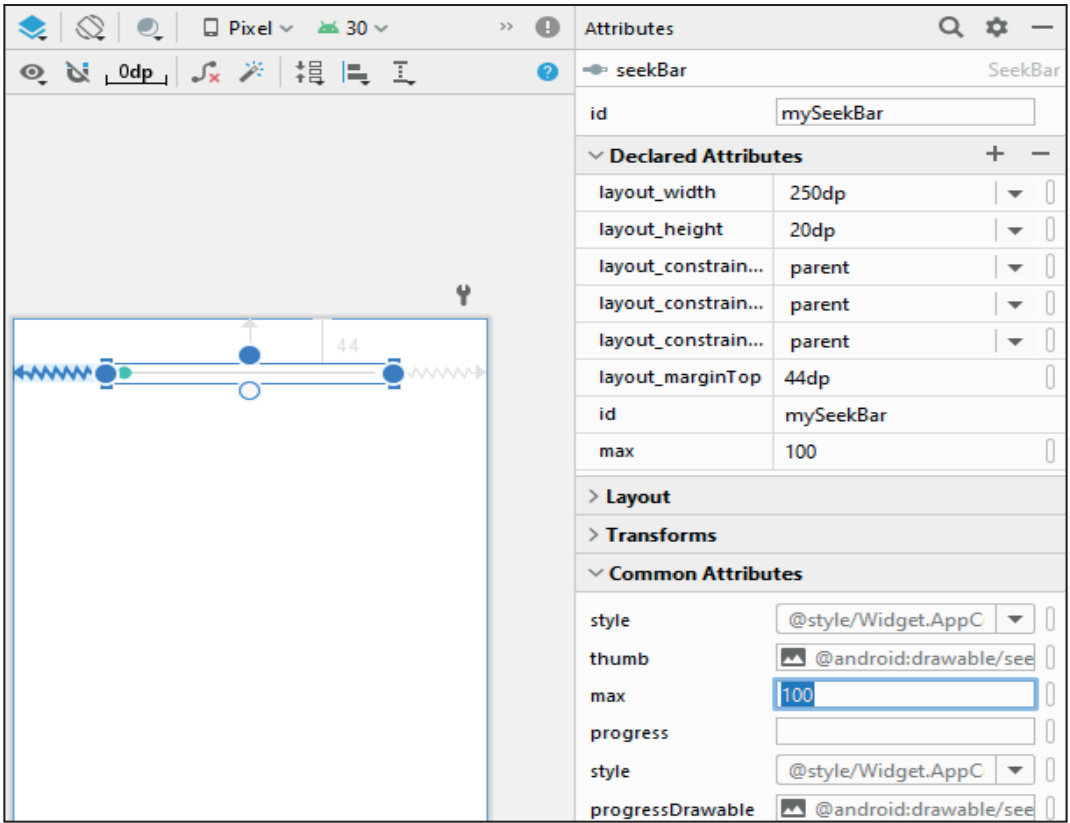 Pixel 30 >>
0dp
44
Attributes
seekBar SeekBar
id mySeekBar
Declared Attributes
layout_width 250dp
layout_height 20dp
layout_constrain... parent
layout_constrain... parent
layout_constrain... parent
layout_marginTop 44dp
id mySeekBar
max 100
Layout
Transforms
Common Attributes
style @style/Widget.AppC
thumb @android:drawable/see
max 100
progress
style @style/Widget.AppC
progressDrawable @android:drawable/see